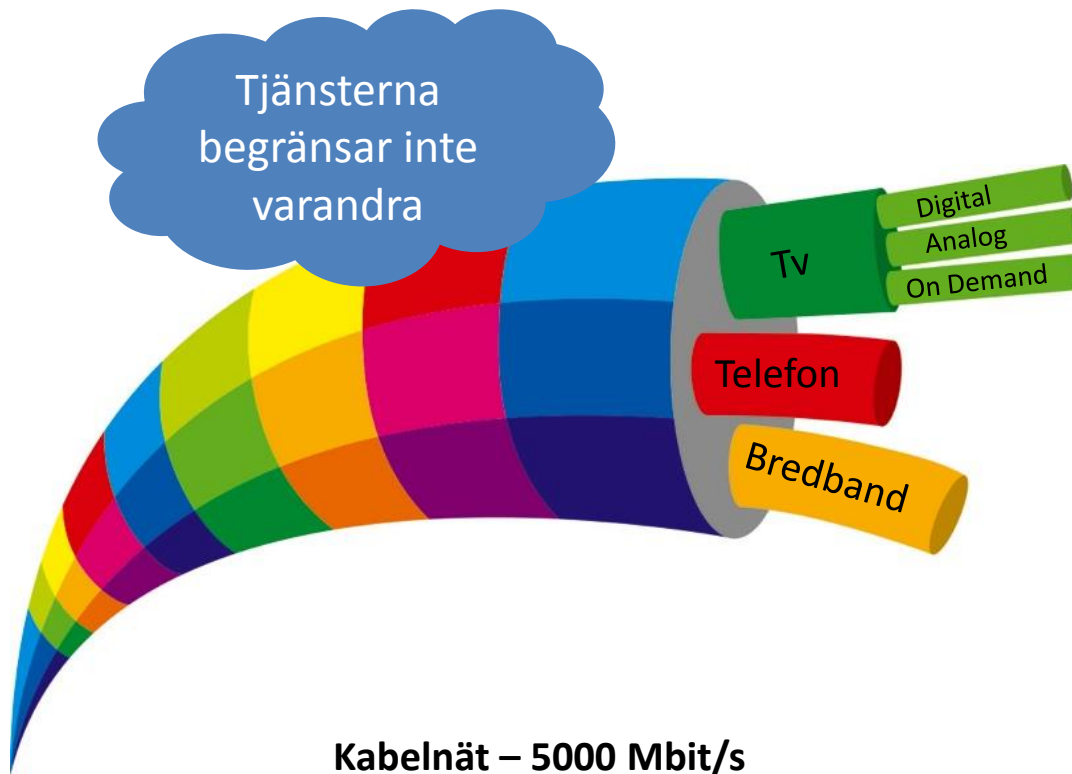 Tjänsterna
begränsar inte
varandra
Digital
Analog
On Demand
Tv
Telefon
Bredband
Kabelnät – 5000 Mbit/s